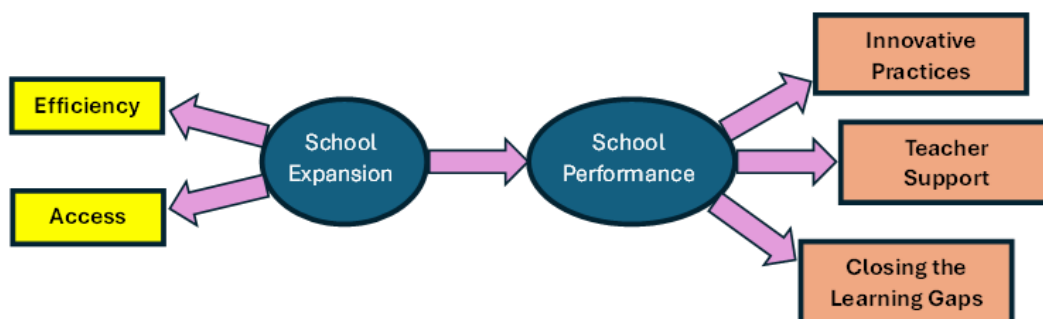 Efficiency
Access
School
Expansion
School
Performance
Innovative
Practices
Teacher
Support
Closing the
Learning Gaps